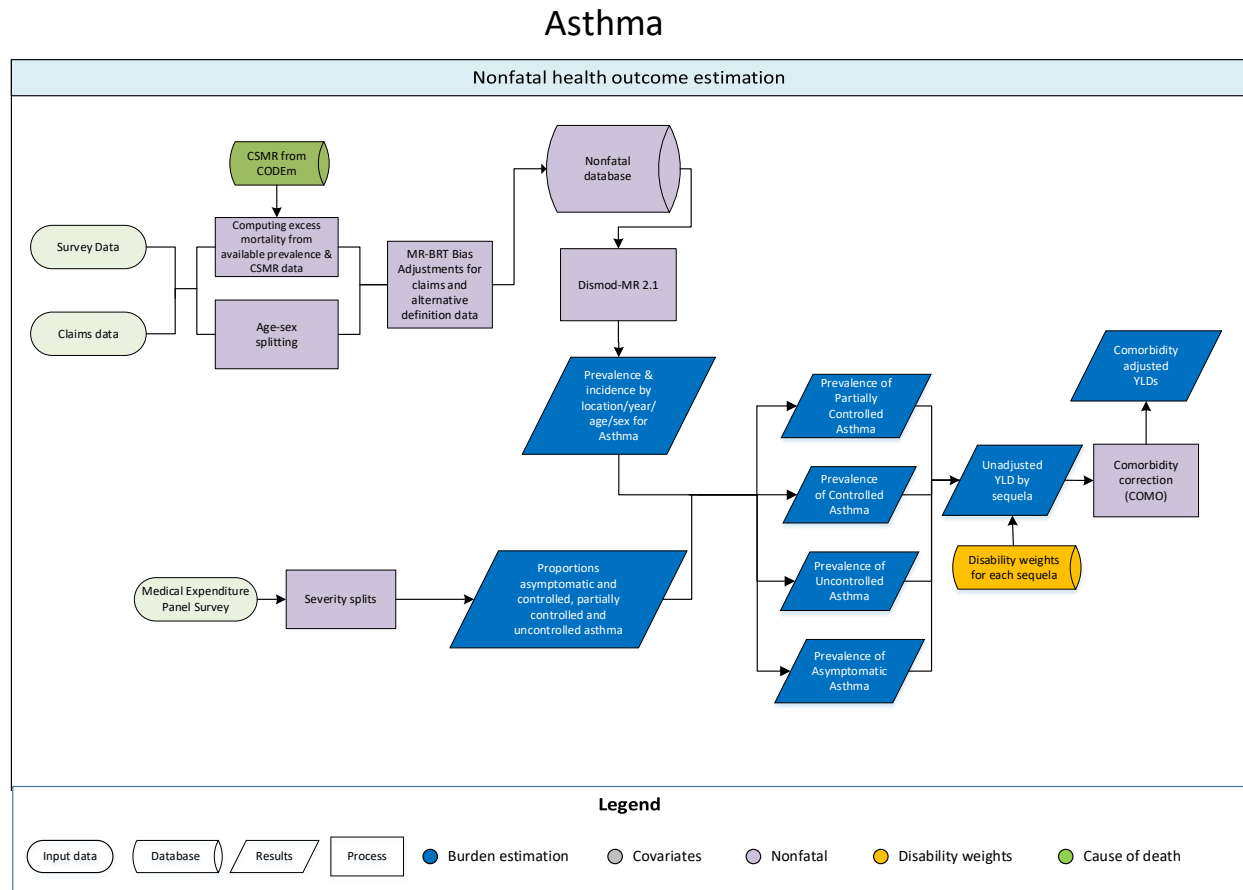 Asthma
Nonfatal health outcome estimation
CSMR from
CODEm
Nonfatal
database
Survey Data
Computing excess
mortality from
available prevalence &
CSMR data
MR-BRT Bias
Adjustments for
claims and
alternative
definition data
Dismod-MR 2.1
Claims data
Age-sex
splitting
Prevalence &
incidence by
location/year/
age/sex for
Asthma
Prevalence of
Partially
Controlled
Asthma
Comorbidity
adjusted
YLDs
Prevalence
of Controlled
Asthma
Unadjusted
YLD by
sequela
Comorbidity
correction
(COMO)
Disability weights
for each sequela
Prevalence of
Uncontrolled
Asthma
Medical Expenditure
Panel Survey
Severity splits
Proportions
asymptomatic and
controlled, partially
controlled and
uncontrolled asthma
Prevalence of
Asymptomatic
Asthma
Legend
Input data
Database
Results
Process
Burden estimation
Covariates
Nonfatal
Disability weights
Cause of death